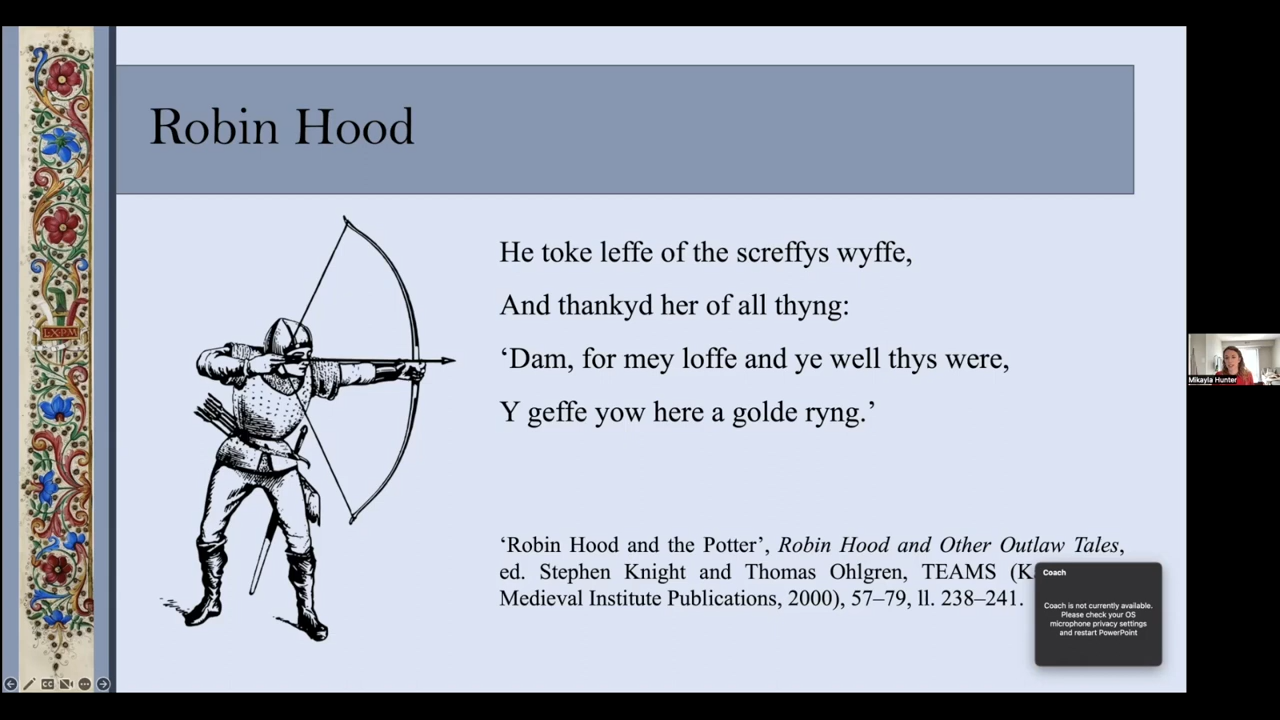 Robin Hood
He toke leffe of the screffys wyffe,
And thankyd her of all thyng:
‘Dam, for mey loffe and ye well thys were,
Y geffe yow here a golde ryng.’
‘Robin Hood and the Potter’, Robin Hood and Other Outlaw Tales,
ed. Stephen Knight and Thomas Ohlgren, TEAMS (K
Medieval Institute Publications, 2000), 57–79, ll. 238–241.
Coach
Coach is not currently available.
Please check your OS
microphone privacy settings
and restart PowerPoint
Mikayla Hunter
CC